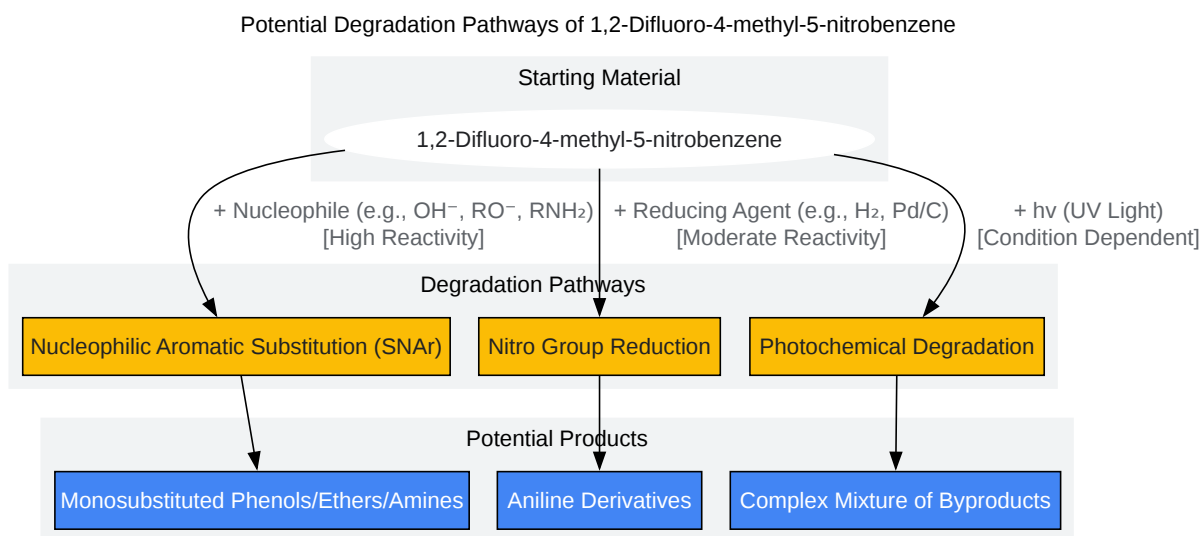 Potential Degradation Pathways of 1,2-Difluoro-4-methyl-5-nitrobenzene
Starting Material
1,2-Difluoro-4-methyl-5-nitrobenzene
+ Nucleophile (e.g., OH⁻, RO⁻, RNH₂)
[High Reactivity]
+ Reducing Agent (e.g., H₂, Pd/C)
[Moderate Reactivity]
+ hv (UV Light)
[Condition Dependent]
Degradation Pathways
Nucleophilic Aromatic Substitution (SNAr)
Nitro Group Reduction
Photochemical Degradation
Potential Products
Monosubstituted Phenols/Ethers/Amines
Aniline Derivatives
Complex Mixture of Byproducts